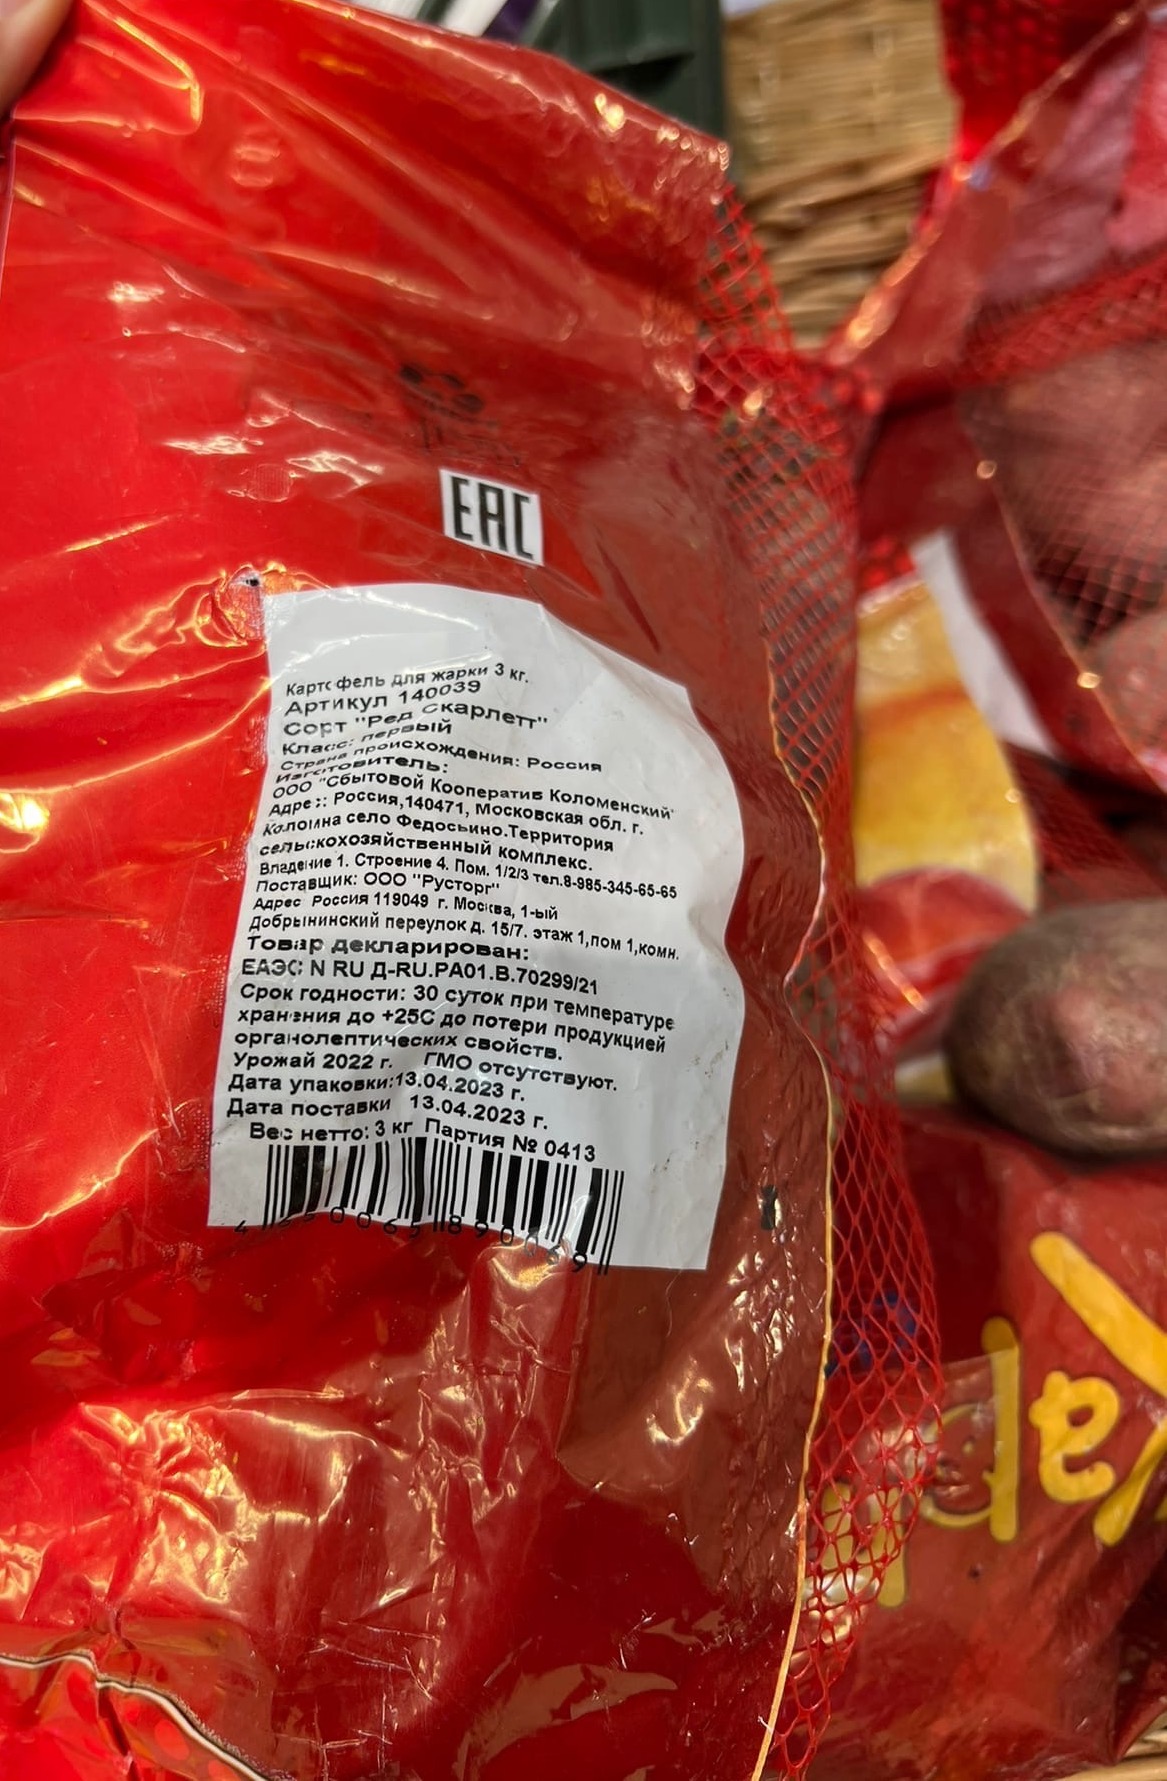 ЕАС
Картофель для жарки 3 кг.
Артикул 140039
Сорт "Ред Скарлетт"
Класс: первый
Страна происхождения: Россия
Изготовитель:
ООО "Сбытовой Кооператив Коломенский"
Адрес: Россия,140471, Московская обл. г.
Коломна село Федосьино.Территория
сельскохозяйственный комплекс.
Владение 1. Строение 4. Пом. 1/2/3 тел.8-985-345-65-65
Поставщик: ООО "Русторг"
Адрес Россия 119049 г. Москва, 1-ый
Добрынинский переулок д. 15/7. этаж 1,пом 1,комн.
Товар декларирован:
ЕАЭС N RU Д-RU.РА01.В.70299/21
Срок годности: 30 суток при температуре
хранения до +25С до потери продукцией
органолептических свойств.
Урожай 2022 г. ГМО отсутствуют.
Дата упаковки:13.04.2023 г.
Дата поставки 13.04.2023 г.
Вес нетто: 3 кг Партия № 0413